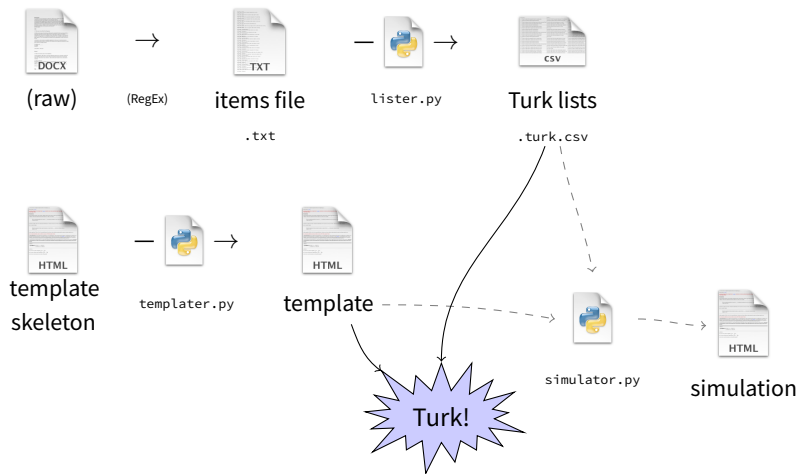 DOCX
TXT
CSV
(raw)
(RegEx)
items file
lister.py
Turk lists
.txt
.turk.csv
HTML
HTML
template
skeleton
templater.py
template
HTML
simulator.py
simulation
Turk!